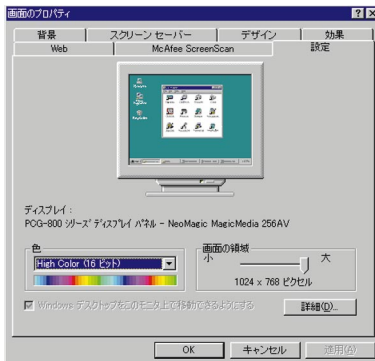 画面のプロパティ
背景 スクリーン セーバー デザイン 効果
Web McAfee ScreenScan 設定
ディスプレイ :
PCG-800 シリーズ ディスプレイ パネル - NeoMagic MagicMedia 256AV
色
High Color (16 ビット)
画面の領域
小 大
1024 x 768 ピクセル
Windows デスクトップをこのモニタ上で移動できるようにする
詳細(D)...
OK キャンセル 適用(A)